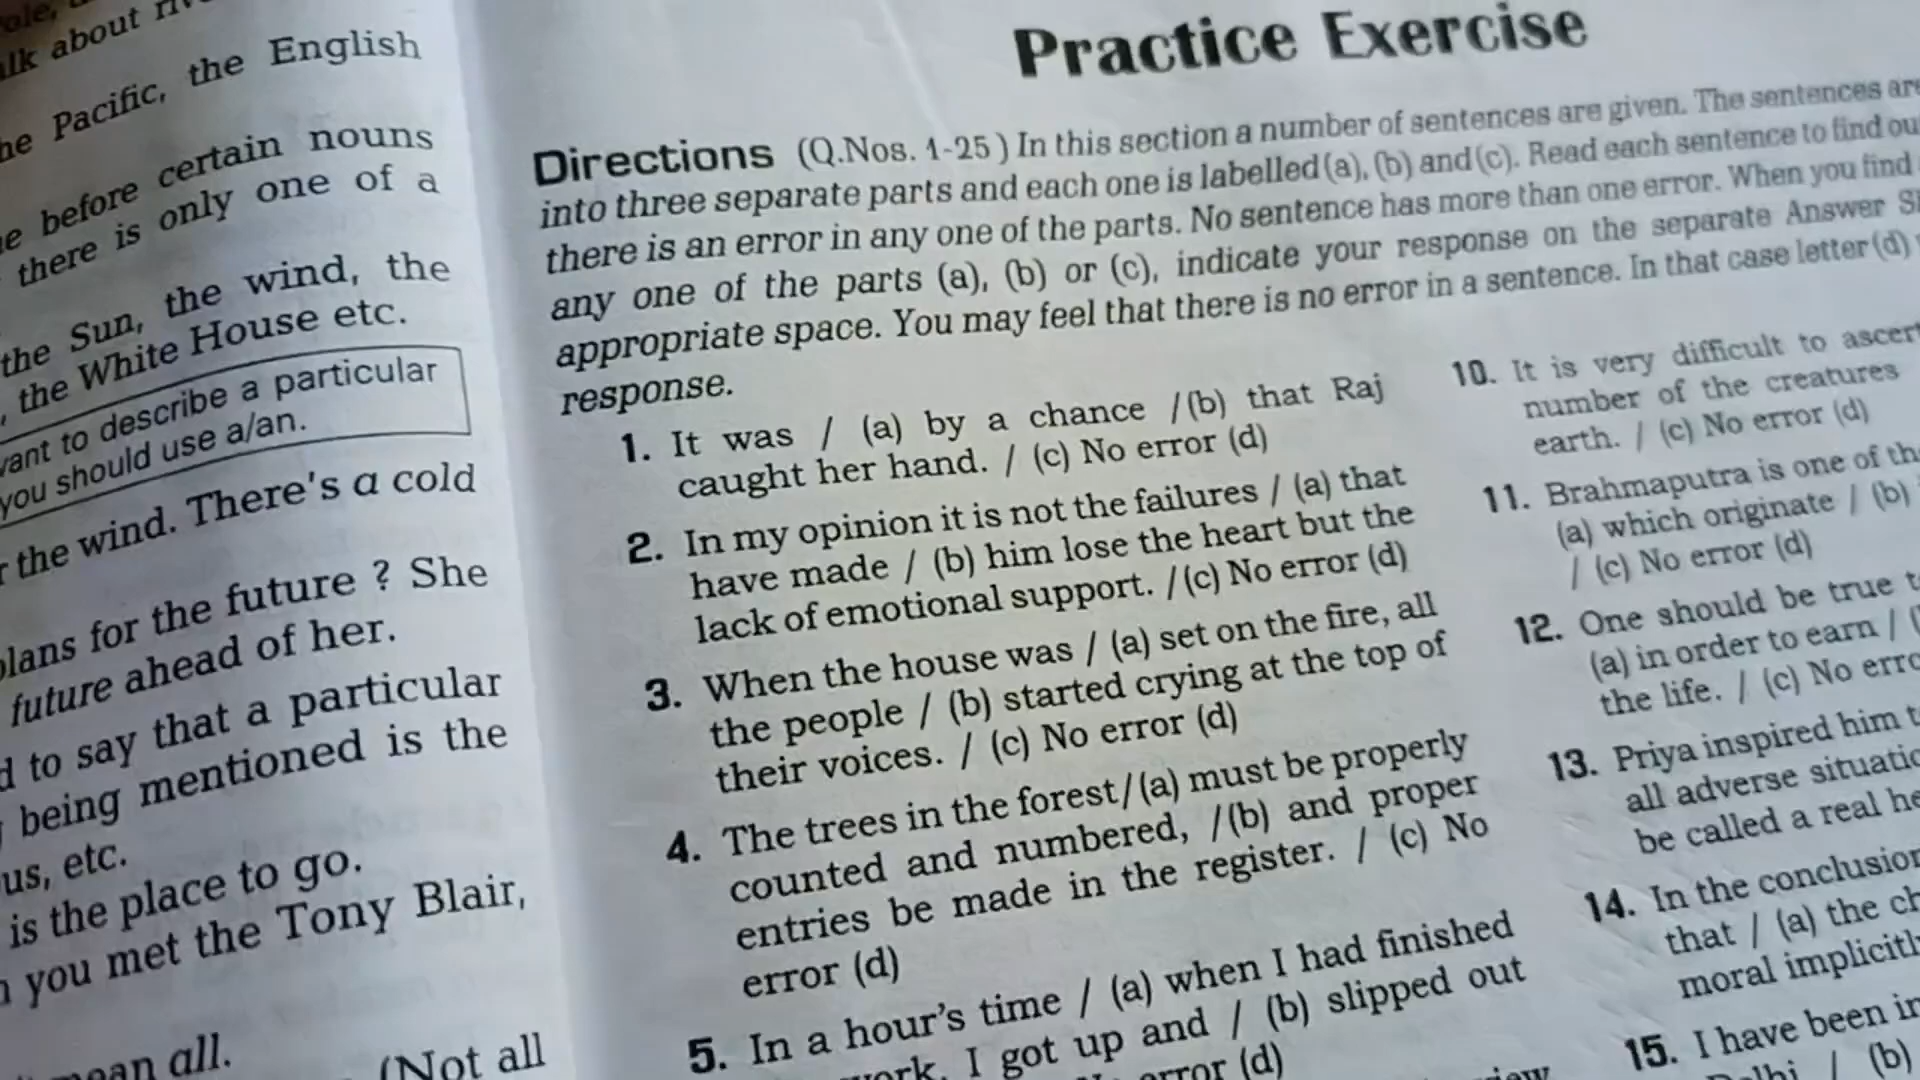 alk about
he Pacific, the English
e before certain nouns
there is only one of a
the Sun, the wind, the
, the White House etc.
want to describe a particular
you should use a/an.
the wind. There's a cold
plans for the future ? She
future ahead of her.
to say that a particular
being mentioned is the
us, etc.
is the place to go.
you met the Tony Blair,
mean all.
(Not all
Practice Exercise
Directions (Q.Nos. 1-25 ) In this section a number of sentences are given. The sentences are
into three separate parts and each one is labelled (a), (b) and (c). Read each sentence to find ou
there is an error in any one of the parts. No sentence has more than one error. When you find
any one of the parts (a), (b) or (c), indicate your response on the separate Answer
appropriate space. You may feel that there is no error in a sentence. In that case letter (d)
response.
1. It was / (a) by a chance / (b) that Raj
caught her hand. / (c) No error (d)
2. In my opinion it is not the failures / (a) that
have made / (b) him lose the heart but the
lack of emotional support. / (c) No error (d)
3. When the house was / (a) set on the fire, all
the people / (b) started crying at the top of
their voices. / (c) No error (d)
4. The trees in the forest/ (a) must be properly
counted and numbered, / (b) and proper
entries be made in the register. / (c) No
error (d)
5. In a hour's time / (a) when I had finished
work, I got up and / (b) slipped out
error (d)
10. It is very difficult to ascert
number of the creatures
earth. / (c) No error (d)
11. Brahmaputra is one of th
(a) which originate / (b)
/ (c) No error (d)
12. One should be true t
(a) in order to earn /
the life. / (c) No erro
13. Priya inspired him t
all adverse situatio
be called a real he
14. In the conclusion
that / (a) the ch
moral implicitl
15. I have been in
Delhi / (b)